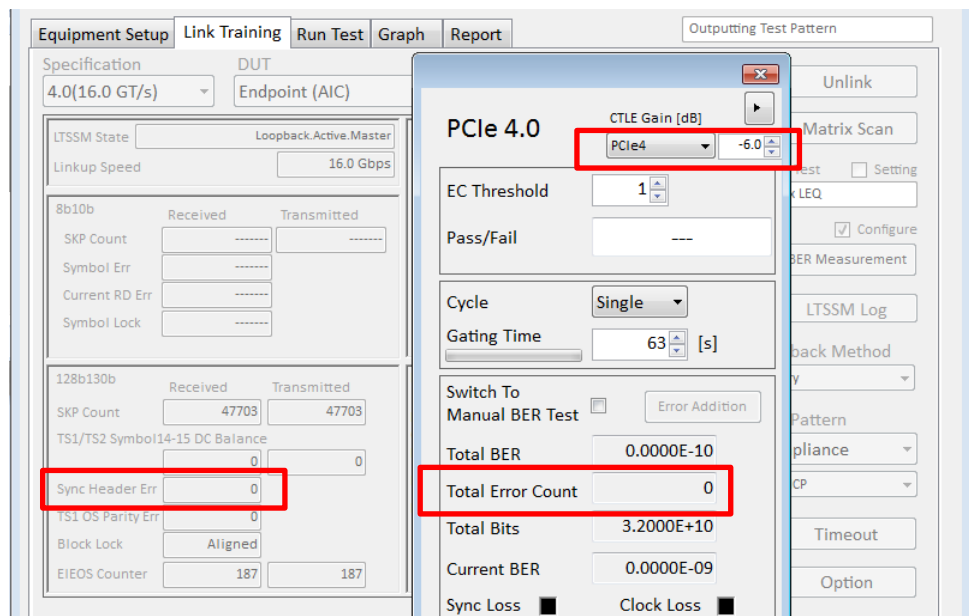 Equipment Setup Link Training Run Test Graph Report
Outputting Test Pattern
Specification DUT
4.0(16.0 GT/s) Endpoint (AIC)
LTSSM State Loopback.Active.Master
Linkup Speed 16.0 Gbps
8b10b Received Transmitted
SKP Count ------- -------
Symbol Err -------
Current RD Err -------
Symbol Lock -------
128b130b Received Transmitted
SKP Count 47703 47703
TS1/TS2 Symbol14-15 DC Balance
0 0
Sync Header Err 0
TS1 OS Parity Err 0
Block Lock Aligned
EIEOS Counter 187 187
PCIe 4.0
CTLE Gain [dB]
PCIe4 -6.0
EC Threshold 1
Pass/Fail ---
Cycle Single
Gating Time 63 [s]
Switch To
Manual BER Test Error Addition
Total BER 0.0000E-10
Total Error Count 0
Total Bits 3.2000E+10
Current BER 0.0000E-09
Sync Loss Clock Loss
Unlink
Matrix Scan
Setting
LEQ
Configure
BER Measurement
LTSSM Log
Method
Pattern
CP
Timeout
Option